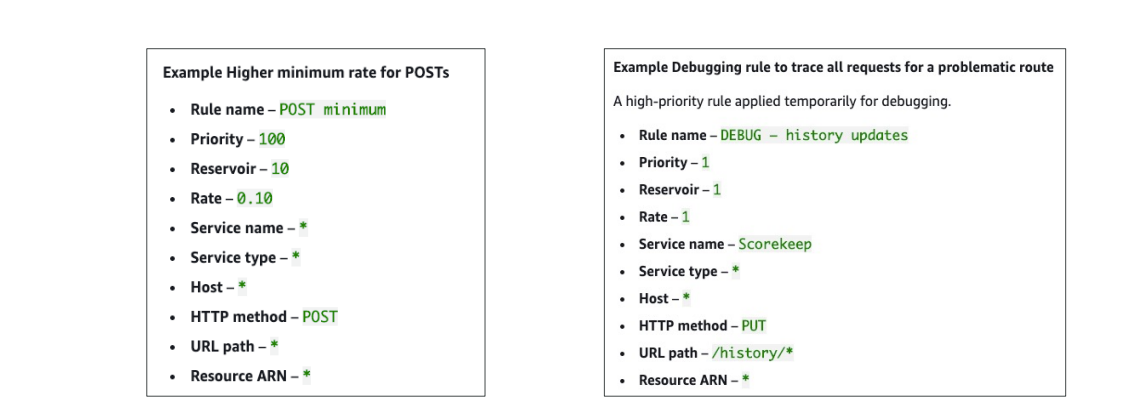 Example Higher minimum rate for POSTs
• Rule name – POST minimum
• Priority – 100
• Reservoir – 10
• Rate – 0.10
• Service name – *
• Service type – *
• Host – *
• HTTP method – POST
• URL path – *
• Resource ARN – *
Example Debugging rule to trace all requests for a problematic route
A high-priority rule applied temporarily for debugging.
• Rule name – DEBUG – history updates
• Priority – 1
• Reservoir – 1
• Rate – 1
• Service name – Scorekeep
• Service type – *
• Host – *
• HTTP method – PUT
• URL path – /history/*
• Resource ARN – *